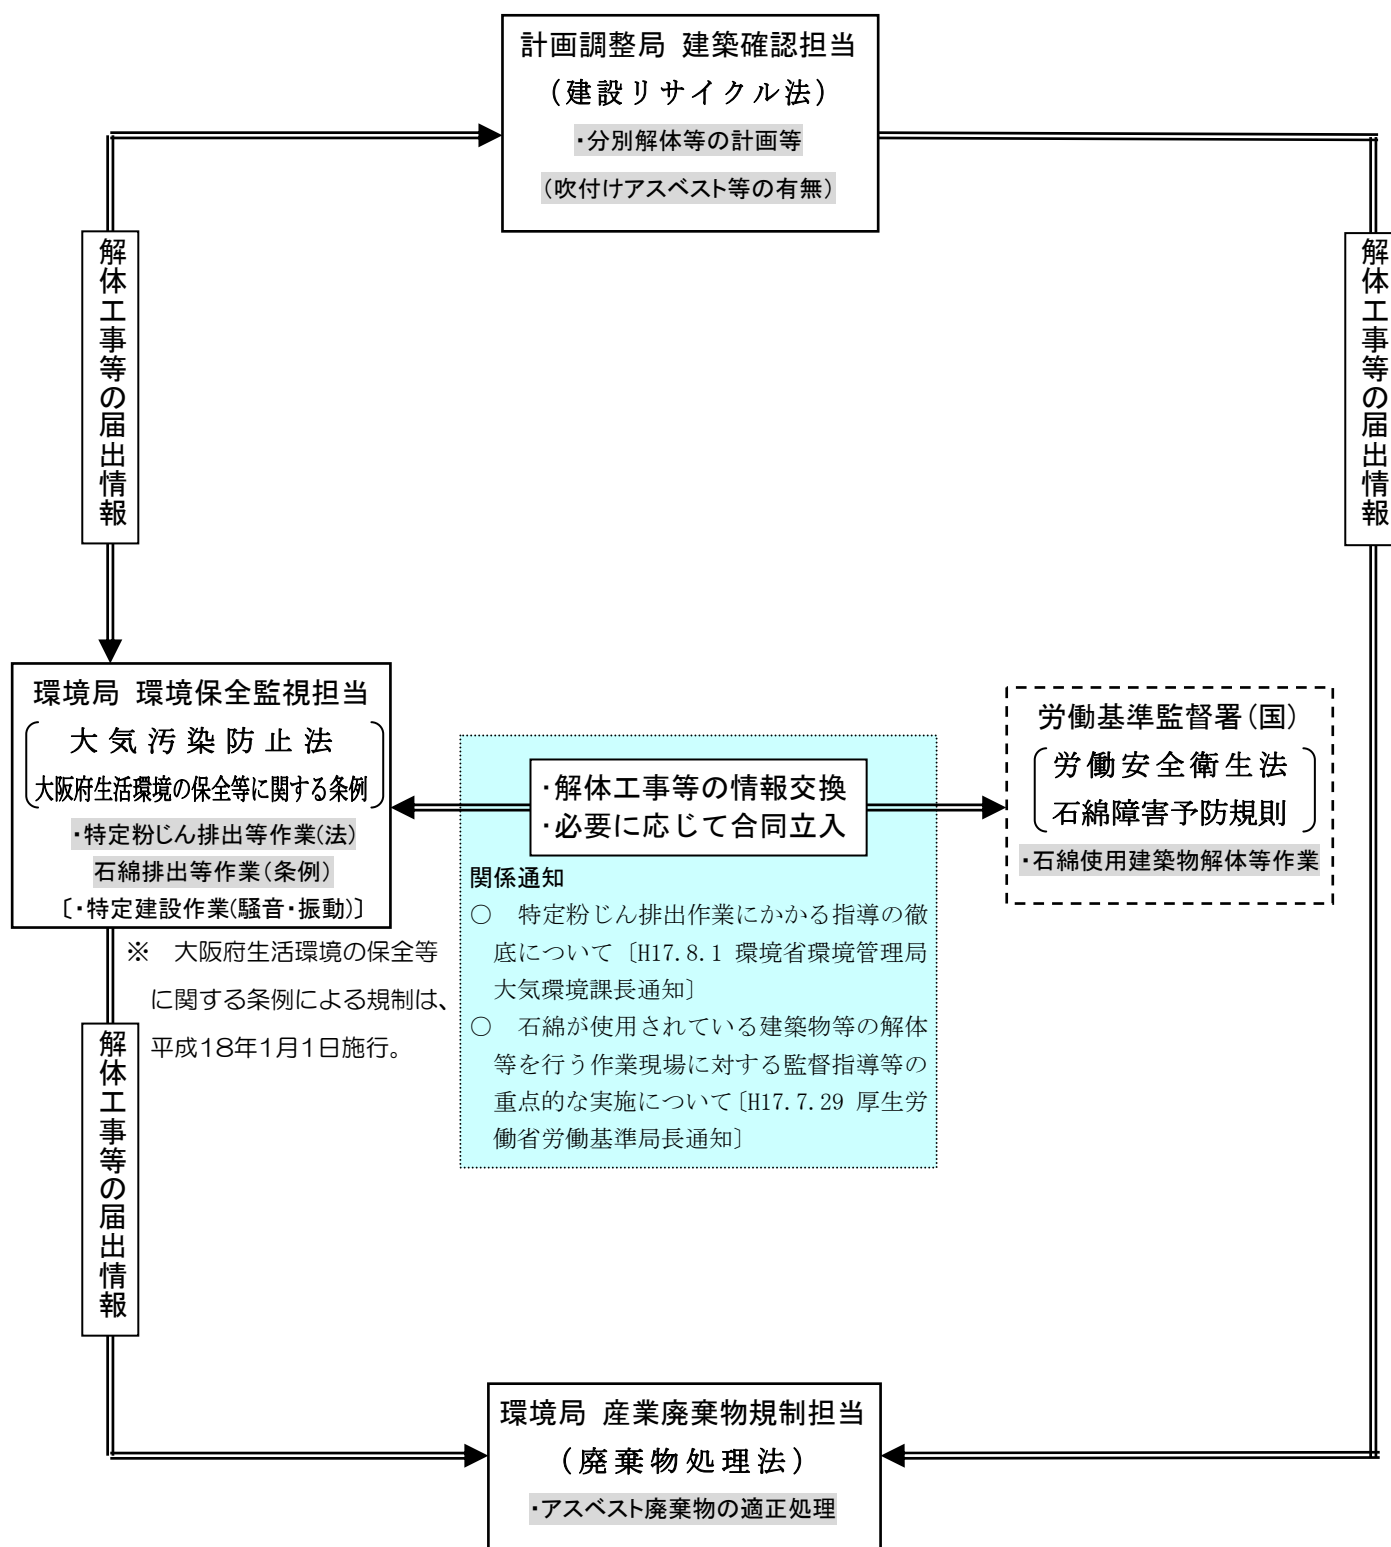 計画調整局 建築確認担当
（建設リサイクル法）
・分別解体等の計画等
（吹付けアスベスト等の有無）
解体工事等の届出情報
解体工事等の届出情報
環境局 環境保全監視担当
大気汚染防止法
大阪府生活環境の保全等に関する条例
・特定粉じん排出等作業(法)
石綿排出等作業（条例）
〔・特定建設作業(騒音・振動)〕
※　大阪府生活環境の保全等
に関する条例による規制は、
平成18年1月1日施行。
・解体工事等の情報交換
・必要に応じて合同立入
関係通知
○　特定粉じん排出作業にかかる指導の徹
底について〔H17.8.1 環境省環境管理局
大気環境課長通知〕
○　石綿が使用されている建築物等の解体
等を行う作業現場に対する監督指導等の
重点的な実施について〔H17.7.29 厚生労
働省労働基準局長通知〕
労働基準監督署（国）
労働安全衛生法
石綿障害予防規則
・石綿使用建築物解体等作業
解体工事等の届出情報
環境局 産業廃棄物規制担当
（廃棄物処理法）
・アスベスト廃棄物の適正処理